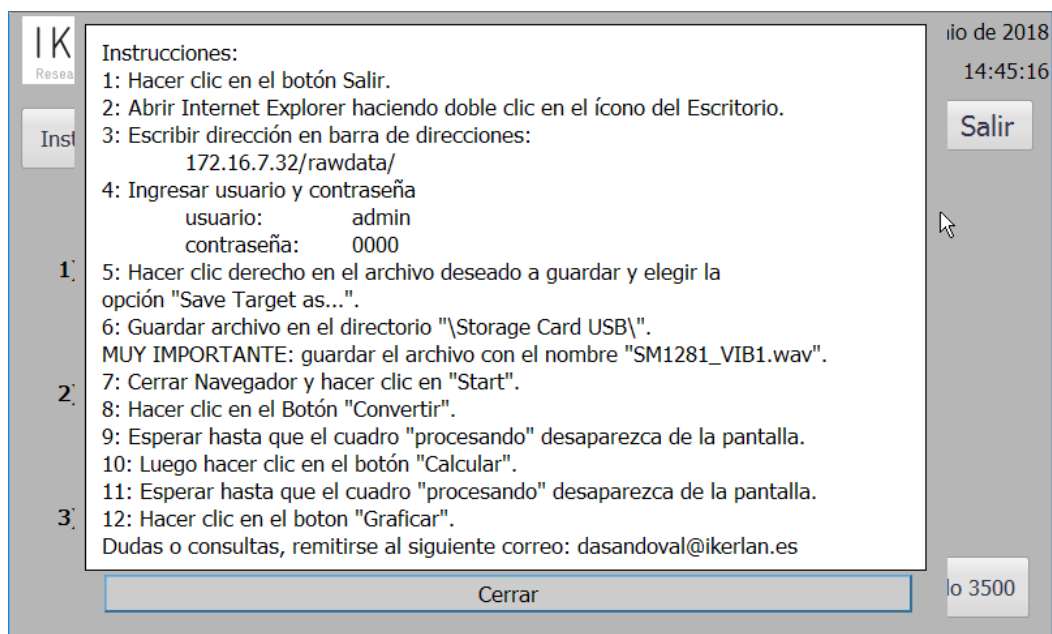 IK
Resea
io de 2018
14:45:16
Inst
Salir
Instrucciones:
1: Hacer clic en el botón Salir.
2: Abrir Internet Explorer haciendo doble clic en el ícono del Escritorio.
3: Escribir dirección en barra de direcciones:
172.16.7.32/rawdata/
4: Ingresar usuario y contraseña
usuario: admin
contraseña: 0000
5: Hacer clic derecho en el archivo deseado a guardar y elegir la
opción "Save Target as...".
6: Guardar archivo en el directorio "\Storage Card USB\".
MUY IMPORTANTE: guardar el archivo con el nombre "SM1281_VIB1.wav".
7: Cerrar Navegador y hacer clic en "Start".
8: Hacer clic en el Botón "Convertir".
9: Esperar hasta que el cuadro "procesando" desaparezca de la pantalla.
10: Luego hacer clic en el botón "Calcular".
11: Esperar hasta que el cuadro "procesando" desaparezca de la pantalla.
12: Hacer clic en el boton "Graficar".
Dudas o consultas, remitirse al siguiente correo: dasandoval@ikerlan.es
1)
2)
3)
lo 3500
Cerrar